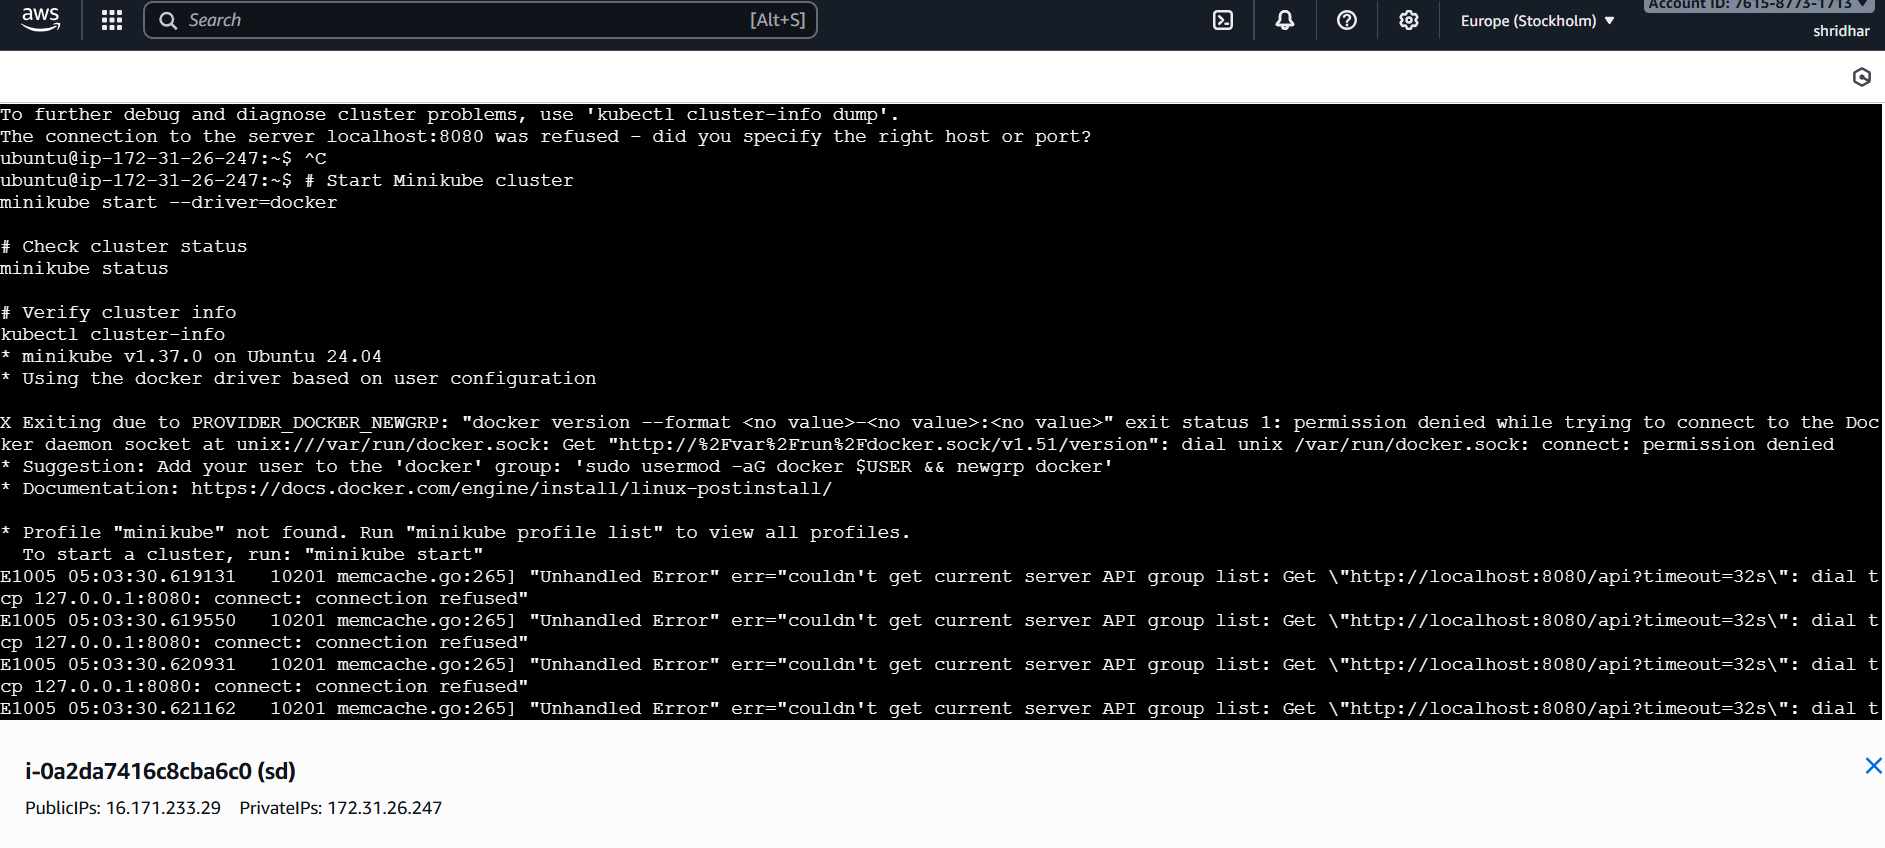 aws
Search
[Alt+S]
Europe (Stockholm)
Account ID: 7615-8773-1713
shridhar
To further debug and diagnose cluster problems, use 'kubectl cluster-info dump'.
The connection to the server localhost:8080 was refused - did you specify the right host or port?
ubuntu@ip-172-31-26-247:~$ ^C
ubuntu@ip-172-31-26-247:~$ # Start Minikube cluster
minikube start --driver=docker
# Check cluster status
minikube status
# Verify cluster info
kubectl cluster-info
* minikube v1.37.0 on Ubuntu 24.04
* Using the docker driver based on user configuration
X Exiting due to PROVIDER_DOCKER_NEWGRP: "docker version --format <no value>-<no value>:<no value>" exit status 1: permission denied while trying to connect to the Doc
ker daemon socket at unix:///var/run/docker.sock: Get "http://%2Fvar%2Frun%2Fdocker.sock/v1.51/version": dial unix /var/run/docker.sock: connect: permission denied
* Suggestion: Add your user to the 'docker' group: 'sudo usermod -aG docker $USER && newgrp docker'
* Documentation: https://docs.docker.com/engine/install/linux-postinstall/
* Profile "minikube" not found. Run "minikube profile list" to view all profiles.
To start a cluster, run: "minikube start"
E1005 05:03:30.619131   10201 memcache.go:265] "Unhandled Error" err="couldn't get current server API group list: Get \"http://localhost:8080/api?timeout=32s\": dial t
cp 127.0.0.1:8080: connect: connection refused"
E1005 05:03:30.619550   10201 memcache.go:265] "Unhandled Error" err="couldn't get current server API group list: Get \"http://localhost:8080/api?timeout=32s\": dial t
cp 127.0.0.1:8080: connect: connection refused"
E1005 05:03:30.620931   10201 memcache.go:265] "Unhandled Error" err="couldn't get current server API group list: Get \"http://localhost:8080/api?timeout=32s\": dial t
cp 127.0.0.1:8080: connect: connection refused"
E1005 05:03:30.621162   10201 memcache.go:265] "Unhandled Error" err="couldn't get current server API group list: Get \"http://localhost:8080/api?timeout=32s\": dial t
i-0a2da7416c8cba6c0 (sd)
PublicIPs: 16.171.233.29 PrivateIPs: 172.31.26.247